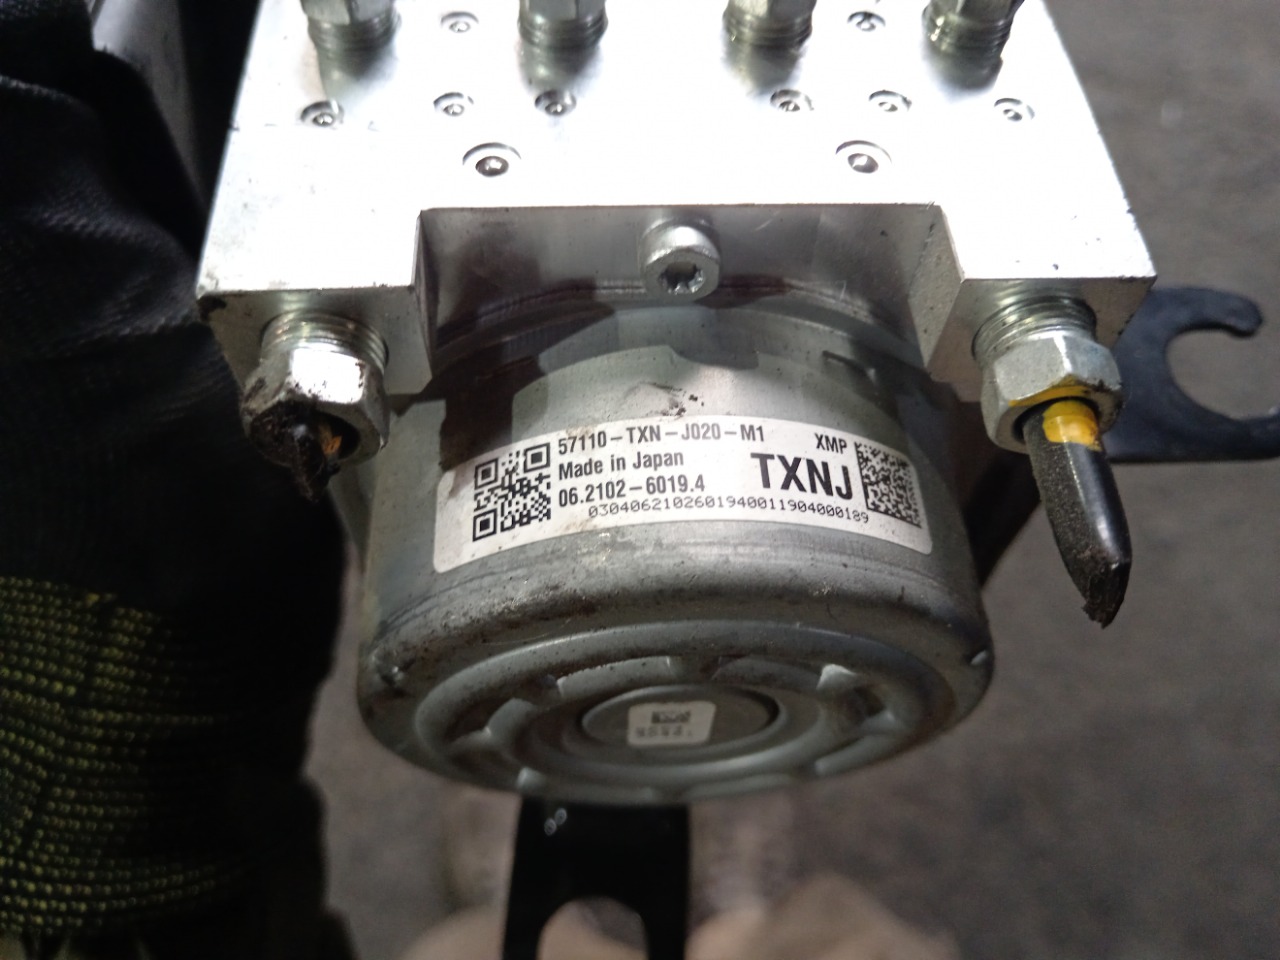 57110-TXN-J020-M1 XMP
Made in Japan
TXNJ
06.2102-6019.4
0304062102601940011904000189